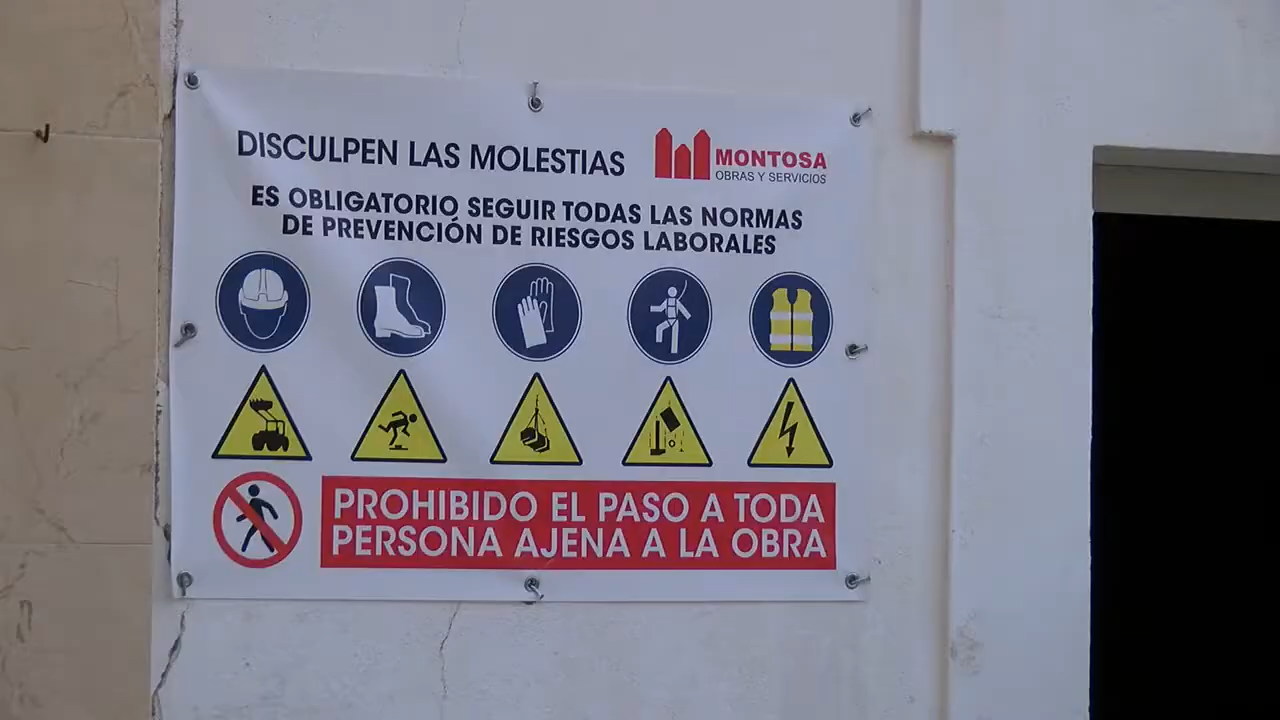 DISCULPEN LAS MOLESTIAS
MONTOSA
OBRAS Y SERVICIOS
ES OBLIGATORIO SEGUIR TODAS LAS NORMAS
DE PREVENCIÓN DE RIESGOS LABORALES
PROHIBIDO EL PASO A TODA
PERSONA AJENA A LA OBRA